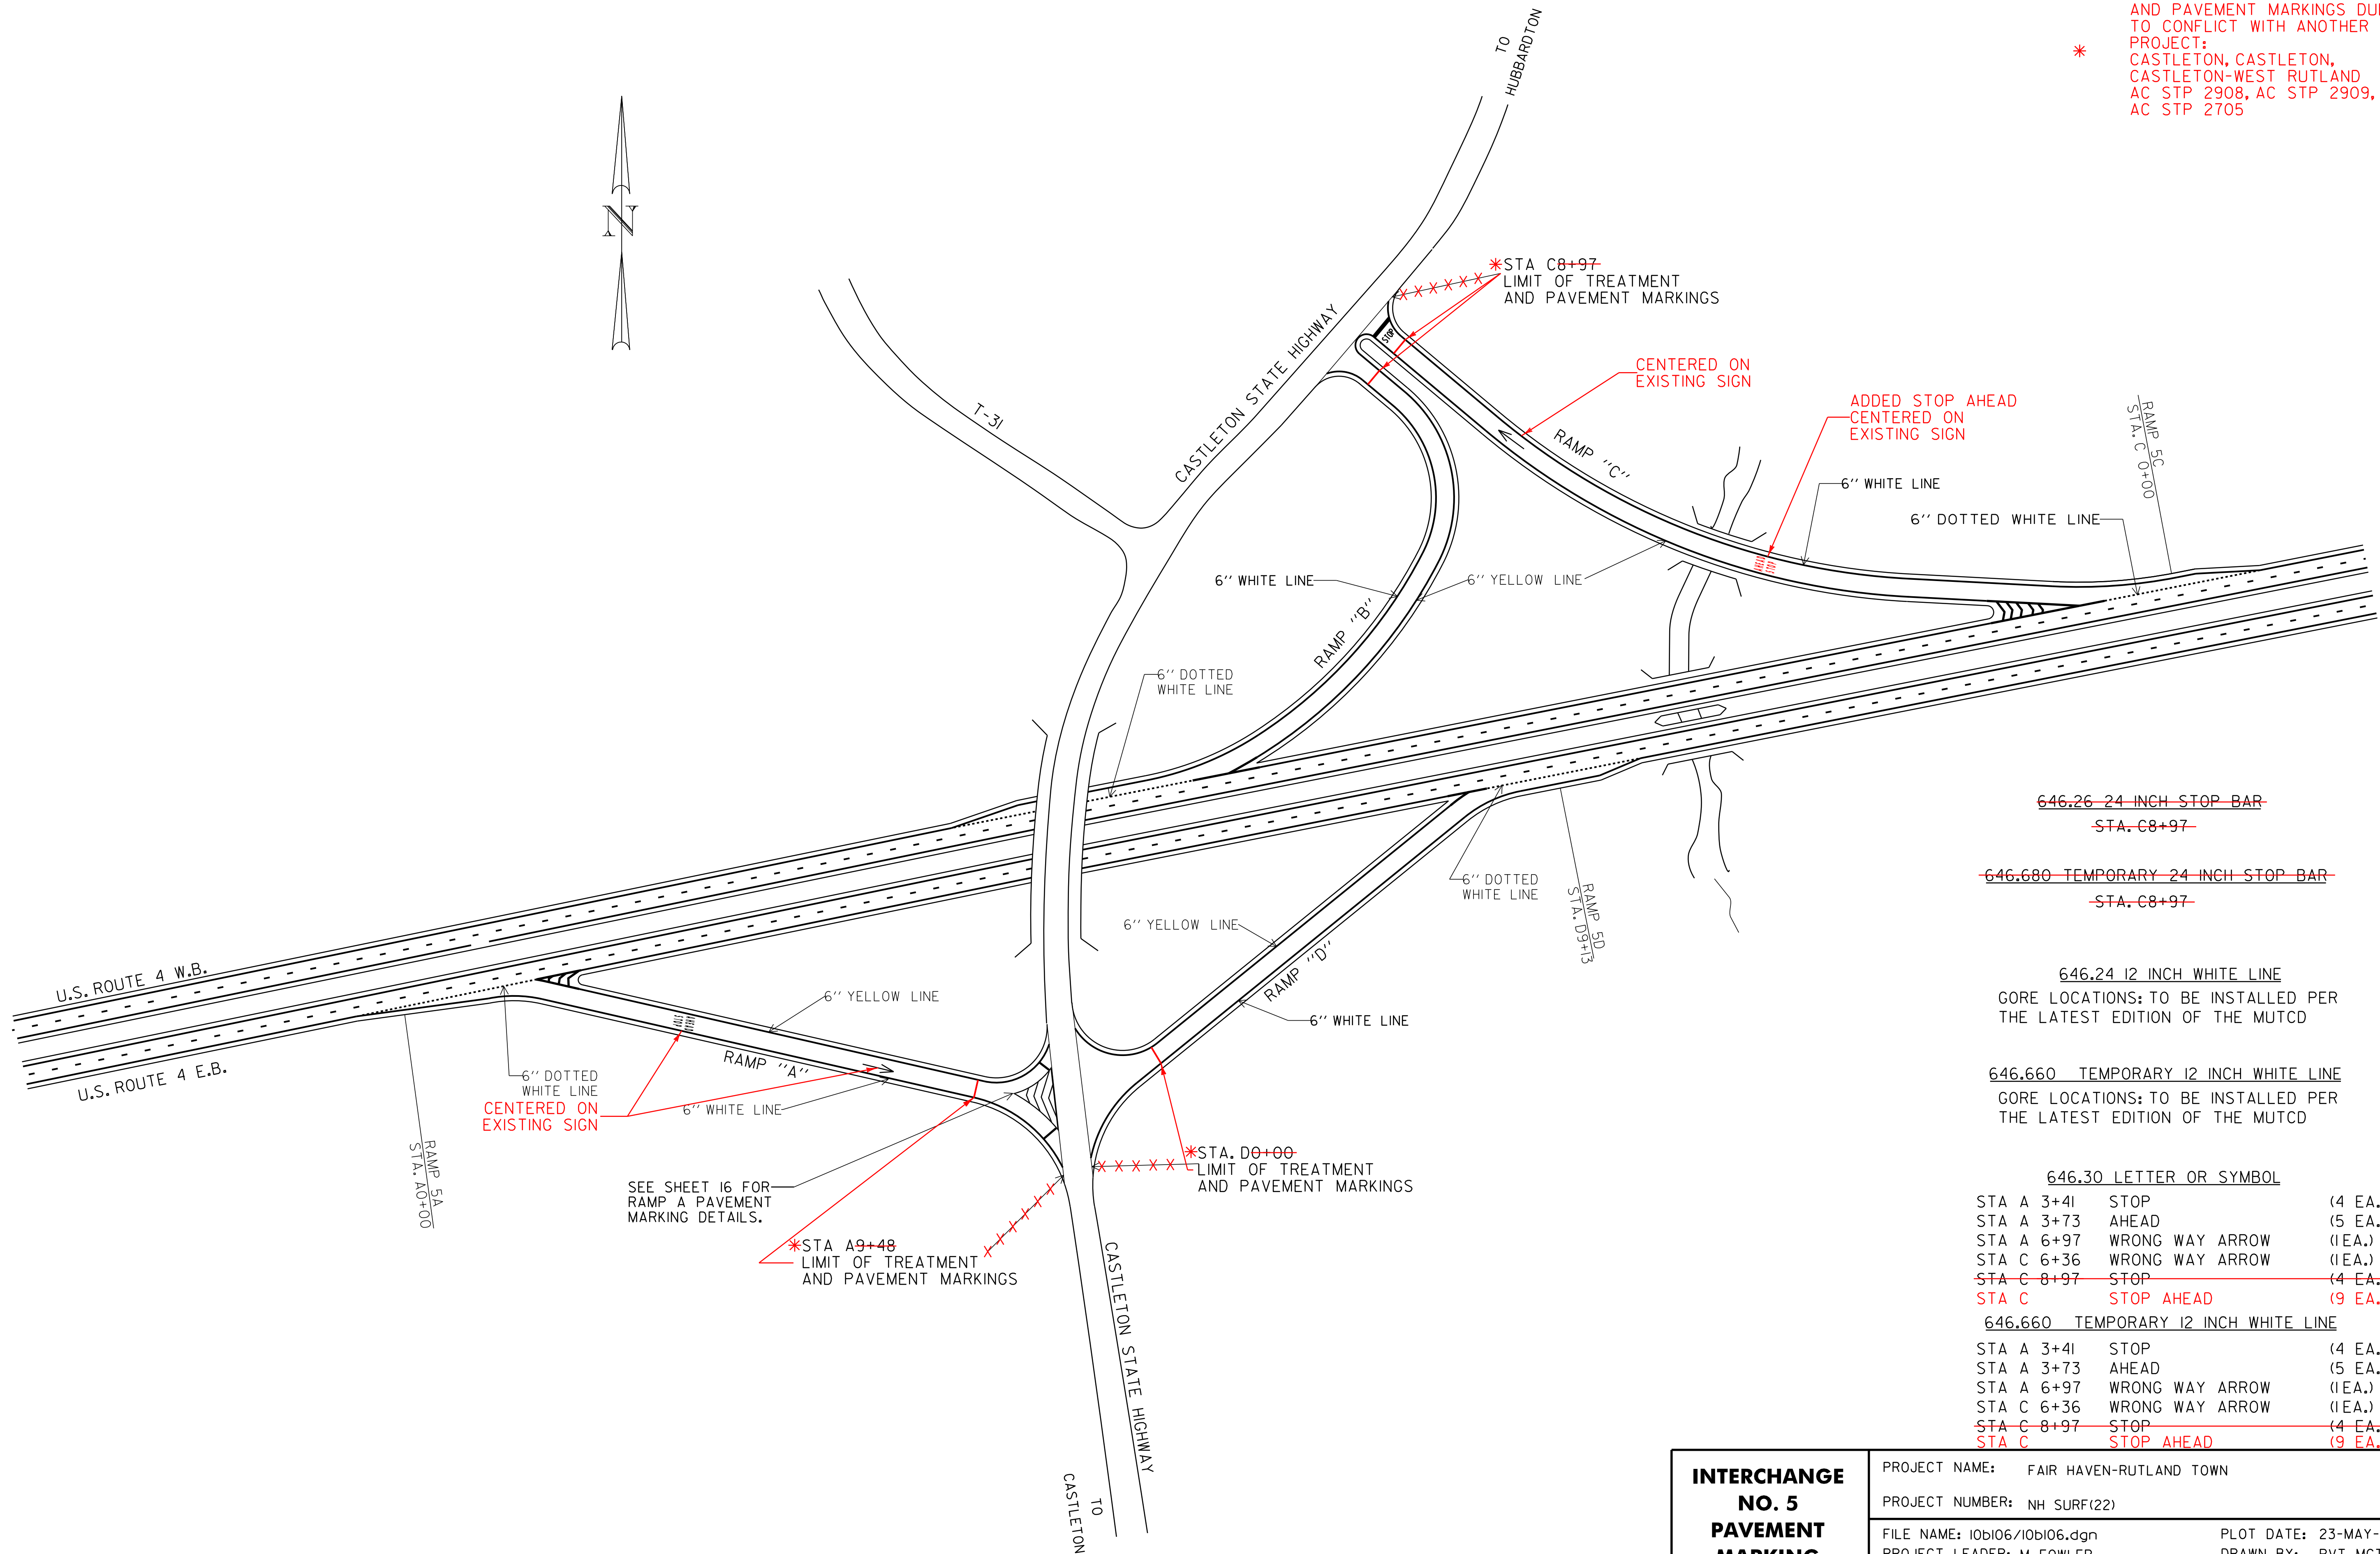 AND PAVEMENT MARKINGS DUE
TO CONFLICT WITH ANOTHER
PROJECT:
* CASTLETON, CASTLETON,
CASTLETON-WEST RUTLAND
AC STP 2908, AC STP 2909,
AC STP 2705
TO
HUBBARDTON
N
*STA C8+97
LIMIT OF TREATMENT
AND PAVEMENT MARKINGS
STOP
CASTLETON STATE HIGHWAY
T-31
CENTERED ON
EXISTING SIGN
ADDED STOP AHEAD
CENTERED ON
EXISTING SIGN
RAMP "C"
RAMP 5C
STA. C 0+00
6" WHITE LINE
6" DOTTED WHITE LINE
6" WHITE LINE
6" YELLOW LINE
RAMP "B"
6" DOTTED
WHITE LINE
646.26 24 INCH STOP BAR
STA. C8+97
646.680 TEMPORARY 24 INCH STOP BAR
STA. C8+97
6" DOTTED
WHITE LINE
RAMP 5D
STA. D9+13
6" YELLOW LINE
RAMP "D"
6" WHITE LINE
U.S. ROUTE 4 W.B.
U.S. ROUTE 4 E.B.
6" YELLOW LINE
RAMP "A"
6" DOTTED
WHITE LINE
CENTERED ON
EXISTING SIGN
6" WHITE LINE
RAMP 5A
STA. A0+00
646.24 12 INCH WHITE LINE
GORE LOCATIONS: TO BE INSTALLED PER
THE LATEST EDITION OF THE MUTCD
646.660 TEMPORARY 12 INCH WHITE LINE
GORE LOCATIONS: TO BE INSTALLED PER
THE LATEST EDITION OF THE MUTCD
*STA. D0+00
LIMIT OF TREATMENT
AND PAVEMENT MARKINGS
SEE SHEET 16 FOR
RAMP A PAVEMENT
MARKING DETAILS.
*STA A9+48
LIMIT OF TREATMENT
AND PAVEMENT MARKINGS
CASTLETON STATE HIGHWAY
TO
CASTLETON
646.30 LETTER OR SYMBOL
STA A 3+41 STOP (4 EA.
STA A 3+73 AHEAD (5 EA.
STA A 6+97 WRONG WAY ARROW (1 EA.)
STA C 6+36 WRONG WAY ARROW (1 EA.)
STA C 8+97 STOP (4 EA.
STA C STOP AHEAD (9 EA.
646.660 TEMPORARY 12 INCH WHITE LINE
STA A 3+41 STOP (4 EA.
STA A 3+73 AHEAD (5 EA.
STA A 6+97 WRONG WAY ARROW (1 EA.)
STA C 6+36 WRONG WAY ARROW (1 EA.)
STA C 8+97 STOP (4 EA.
STA C STOP AHEAD (9 EA.
INTERCHANGE
NO. 5
PAVEMENT
MARKING
PROJECT NAME: FAIR HAVEN-RUTLAND TOWN
PROJECT NUMBER: NH SURF(22)
FILE NAME: 10b106/10b106.dgn PLOT DATE: 23-MAY-
PROJECT LEADER: M.FOWLER DRAWN BY: PVT MGT